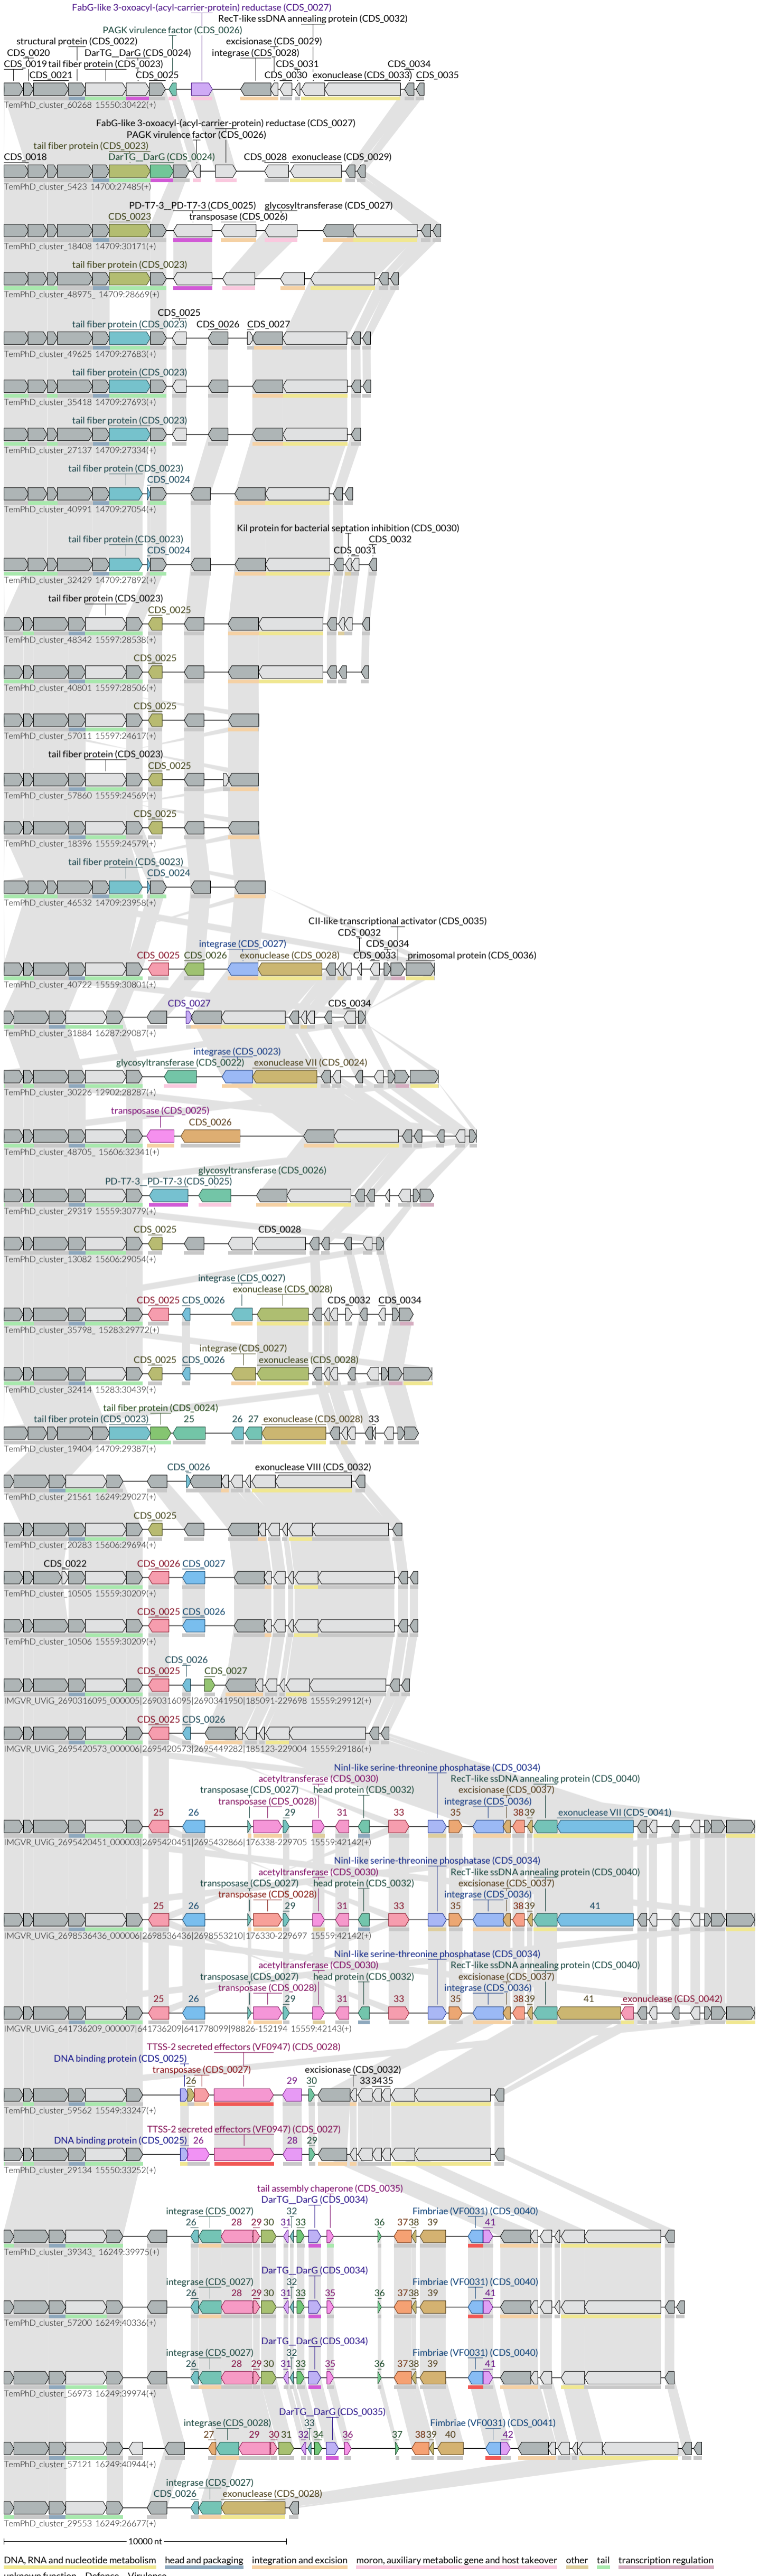 FabG-like 3-oxoacyl-(acyl-carrier-protein) reductase (CDS_0027)
RecT-like ssDNA annealing protein (CDS_0032)
PAGK virulence factor (CDS_0026)
structural protein (CDS_0022) excisionase (CDS_0029)
CDS_0020 DarTG__DarG (CDS_0024) integrase (CDS_0028)
CDS_0019 tail fiber protein (CDS_0023) CDS_0031 CDS_0034
CDS_0021 CDS_0025 CDS_0030 exonuclease (CDS_0033) CDS_0035
TemPhD_cluster_60268 15550:30422(+)
FabG-like 3-oxoacyl-(acyl-carrier-protein) reductase (CDS_0027)
PAGK virulence factor (CDS_0026)
tail fiber protein (CDS_0023)
CDS_0018 DarTG__DarG (CDS_0024) CDS_0028 exonuclease (CDS_0029)
TemPhD_cluster_5423 14700:27485(+)
PD-T7-3__PD-T7-3 (CDS_0025) glycosyltransferase (CDS_0027)
CDS_0023 transposase (CDS_0026)
TemPhD_cluster_18408 14709:30171(+)
tail fiber protein (CDS_0023)
TemPhD_cluster_48975_ 14709:28669(+)
CDS_0025
tail fiber protein (CDS_0023) CDS_0026 CDS_0027
TemPhD_cluster_49625 14709:27683(+)
tail fiber protein (CDS_0023)
TemPhD_cluster_35418 14709:27693(+)
tail fiber protein (CDS_0023)
TemPhD_cluster_27137 14709:27334(+)
tail fiber protein (CDS_0023)
CDS_0024
TemPhD_cluster_40991 14709:27054(+)
Kil protein for bacterial septation inhibition (CDS_0030)
tail fiber protein (CDS_0023) CDS_0032
CDS_0024 CDS_0031
TemPhD_cluster_32429 14709:27892(+)
tail fiber protein (CDS_0023)
CDS_0025
TemPhD_cluster_48342 15597:28538(+)
CDS_0025
TemPhD_cluster_40801 15597:28506(+)
CDS_0025
TemPhD_cluster_57011 15597:24617(+)
tail fiber protein (CDS_0023)
CDS_0025
TemPhD_cluster_57860 15559:24569(+)
CDS_0025
TemPhD_cluster_18396 15559:24579(+)
tail fiber protein (CDS_0023)
CDS_0024
TemPhD_cluster_46532 14709:23958(+)
CII-like transcriptional activator (CDS_0035)
CDS_0032
integrase (CDS_0027) CDS_0034
CDS_0025 CDS_0026 exonuclease (CDS_0028) CDS_0033 primosomal protein (CDS_0036)
TemPhD_cluster_40722 15559:30801(+)
CDS_0027 CDS_0034
TemPhD_cluster_31884 16287:29087(+)
integrase (CDS_0023)
glycosyltransferase (CDS_0022) exonuclease VII (CDS_0024)
TemPhD_cluster_30226 12902:28287(+)
transposase (CDS_0025)
CDS_0026
TemPhD_cluster_48705_ 15606:32341(+)
glycosyltransferase (CDS_0026)
PD-T7-3__PD-T7-3 (CDS_0025)
TemPhD_cluster_29319 15559:30779(+)
CDS_0025 CDS_0028
TemPhD_cluster_13082 15606:29054(+)
integrase (CDS_0027)
exonuclease (CDS_0028)
CDS_0025 CDS_0026 CDS_0032 CDS_0034
TemPhD_cluster_35798_ 15283:29772(+)
integrase (CDS_0027)
CDS_0025 CDS_0026 exonuclease (CDS_0028)
TemPhD_cluster_32414 15283:30439(+)
tail fiber protein (CDS_0024)
tail fiber protein (CDS_0023) 25 26 27 exonuclease (CDS_0028) 33
TemPhD_cluster_19404 14709:29387(+)
CDS_0026 exonuclease VIII (CDS_0032)
TemPhD_cluster_21561 16249:29027(+)
CDS_0025
TemPhD_cluster_20283 15606:29694(+)
CDS_0022 CDS_0026 CDS_0027
TemPhD_cluster_10505 15559:30209(+)
CDS_0025 CDS_0026
TemPhD_cluster_10506 15559:30209(+)
CDS_0026
CDS_0025 CDS_0027
IMGVR_UViG_2690316095_000005|2690316095|2690341950|185091-229698 15559:29912(+)
CDS_0025 CDS_0026
IMGVR_UViG_2695420573_000006|2695420573|2695449282|185123-229004 15559:29186(+)
NinI-like serine-threonine phosphatase (CDS_0034)
acetyltransferase (CDS_0030) RecT-like ssDNA annealing protein (CDS_0040)
transposase (CDS_0027) head protein (CDS_0032) excisionase (CDS_0037)
transposase (CDS_0028) integrase (CDS_0036)
25 26 29 31 33 35 38 39 exonuclease VII (CDS_0041)
IMGVR_UViG_2695420451_000003|2695420451|2695432866|176338-229705 15559:42142(+)
NinI-like serine-threonine phosphatase (CDS_0034)
acetyltransferase (CDS_0030) RecT-like ssDNA annealing protein (CDS_0040)
transposase (CDS_0027) head protein (CDS_0032) excisionase (CDS_0037)
transposase (CDS_0028) integrase (CDS_0036)
25 26 29 31 33 35 38 39 41
IMGVR_UViG_2698536436_000006|2698536436|2698553210|176330-229697 15559:42142(+)
NinI-like serine-threonine phosphatase (CDS_0034)
acetyltransferase (CDS_0030) RecT-like ssDNA annealing protein (CDS_0040)
transposase (CDS_0027) head protein (CDS_0032) excisionase (CDS_0037)
transposase (CDS_0028) integrase (CDS_0036)
25 26 29 31 33 35 38 39 41 exonuclease (CDS_0042)
IMGVR_UViG_641736209_000007|641736209|641778099|98826-152194 15559:42143(+)
TTSS-2 secreted effectors (VF0947) (CDS_0028)
DNA binding protein (CDS_0025)
transposase (CDS_0027) excisionase (CDS_0032)
26 29 30 33 34 35
TemPhD_cluster_59562 15549:33247(+)
TTSS-2 secreted effectors (VF0947) (CDS_0027)
DNA binding protein (CDS_0025) 26 28 29
TemPhD_cluster_29134 15550:33252(+)
tail assembly chaperone (CDS_0035)
DarTG__DarG (CDS_0034)
integrase (CDS_0027) 32 Fimbriae (VF0031) (CDS_0040)
26 28 29 30 31 33 36 37 38 39 41
TemPhD_cluster_39343_ 16249:39975(+)
DarTG__DarG (CDS_0034)
integrase (CDS_0027) 32 Fimbriae (VF0031) (CDS_0040)
26 28 29 30 31 33 35 36 37 38 39 41
TemPhD_cluster_57200 16249:40336(+)
DarTG__DarG (CDS_0034)
integrase (CDS_0027) 32 Fimbriae (VF0031) (CDS_0040)
26 28 29 30 31 33 35 36 37 38 39 41
TemPhD_cluster_56973 16249:39974(+)
DarTG__DarG (CDS_0035)
integrase (CDS_0028) 33 Fimbriae (VF0031) (CDS_0041)
27 29 30 31 32 34 36 37 38 39 40 42
TemPhD_cluster_57121 16249:40944(+)
integrase (CDS_0027)
CDS_0026 exonuclease (CDS_0028)
TemPhD_cluster_29553 16249:26677(+)
10000 nt
DNA, RNA and nucleotide metabolism head and packaging integration and excision moron, auxiliary metabolic gene and host takeover other tail transcription regulation